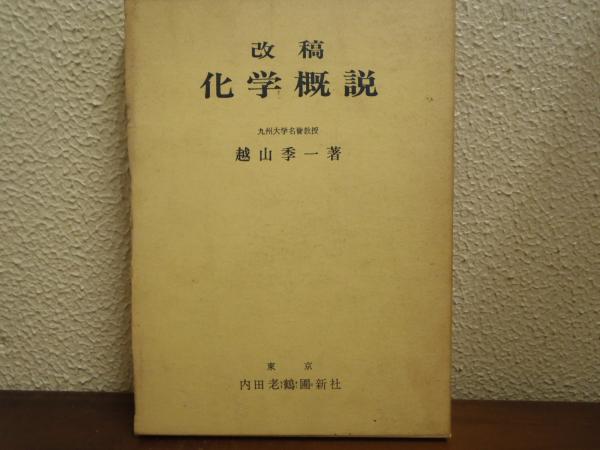 改稿
化学概説
九州大学名誉教授
越山季一著
東京
内田老鶴圃新社